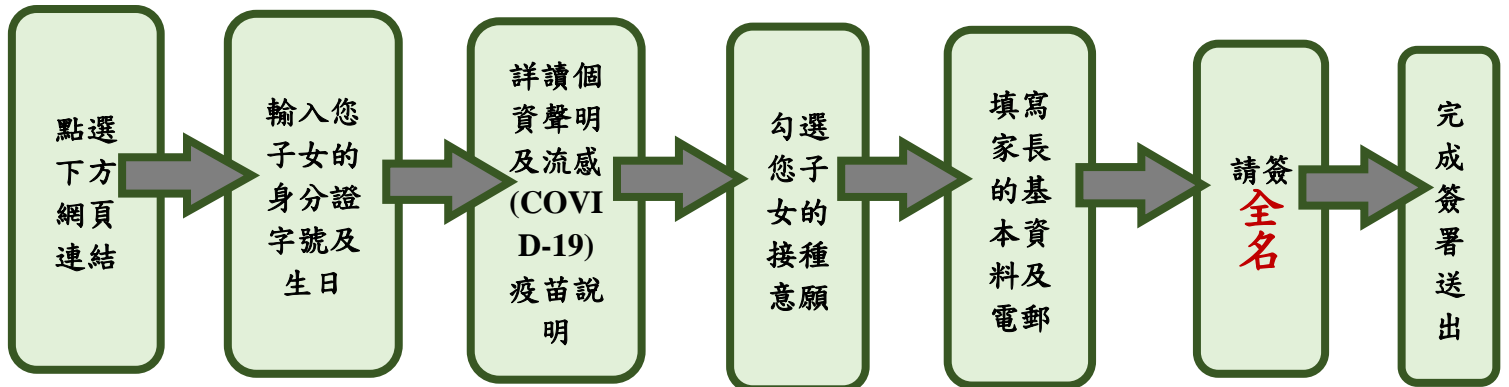 點選
下方
網頁
連結
輸入您
子女的
身分證
字號及
生日
詳讀個
資聲明
及流感
(COVI
D-19)
疫苗說
明
勾選
您子
女的
接種
意願
填寫
家長
的基
本資
料及
電郵
請簽
全
名
完
成
簽
署
送
出